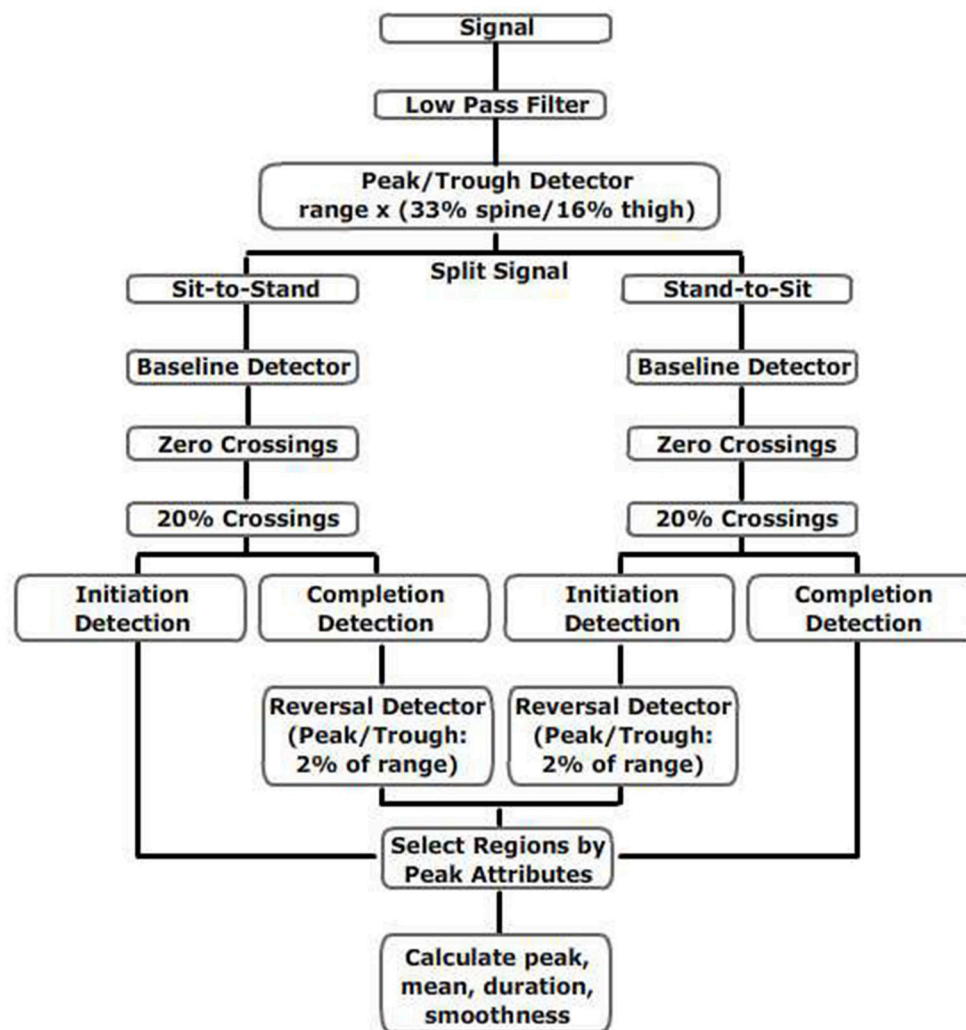 Signal
Low Pass Filter
Peak/Trough Detector
range x (33% spine/16% thigh)
Split Signal
Sit-to-Stand
Stand-to-Sit
Baseline Detector
Baseline Detector
Zero Crossings
Zero Crossings
20% Crossings
20% Crossings
Initiation
Detection
Completion
Detection
Initiation
Detection
Completion
Detection
Reversal Detector
(Peak/Trough:
2% of range)
Reversal Detector
(Peak/Trough:
2% of range)
Select Regions by
Peak Attributes
Calculate peak,
mean, duration,
smoothness